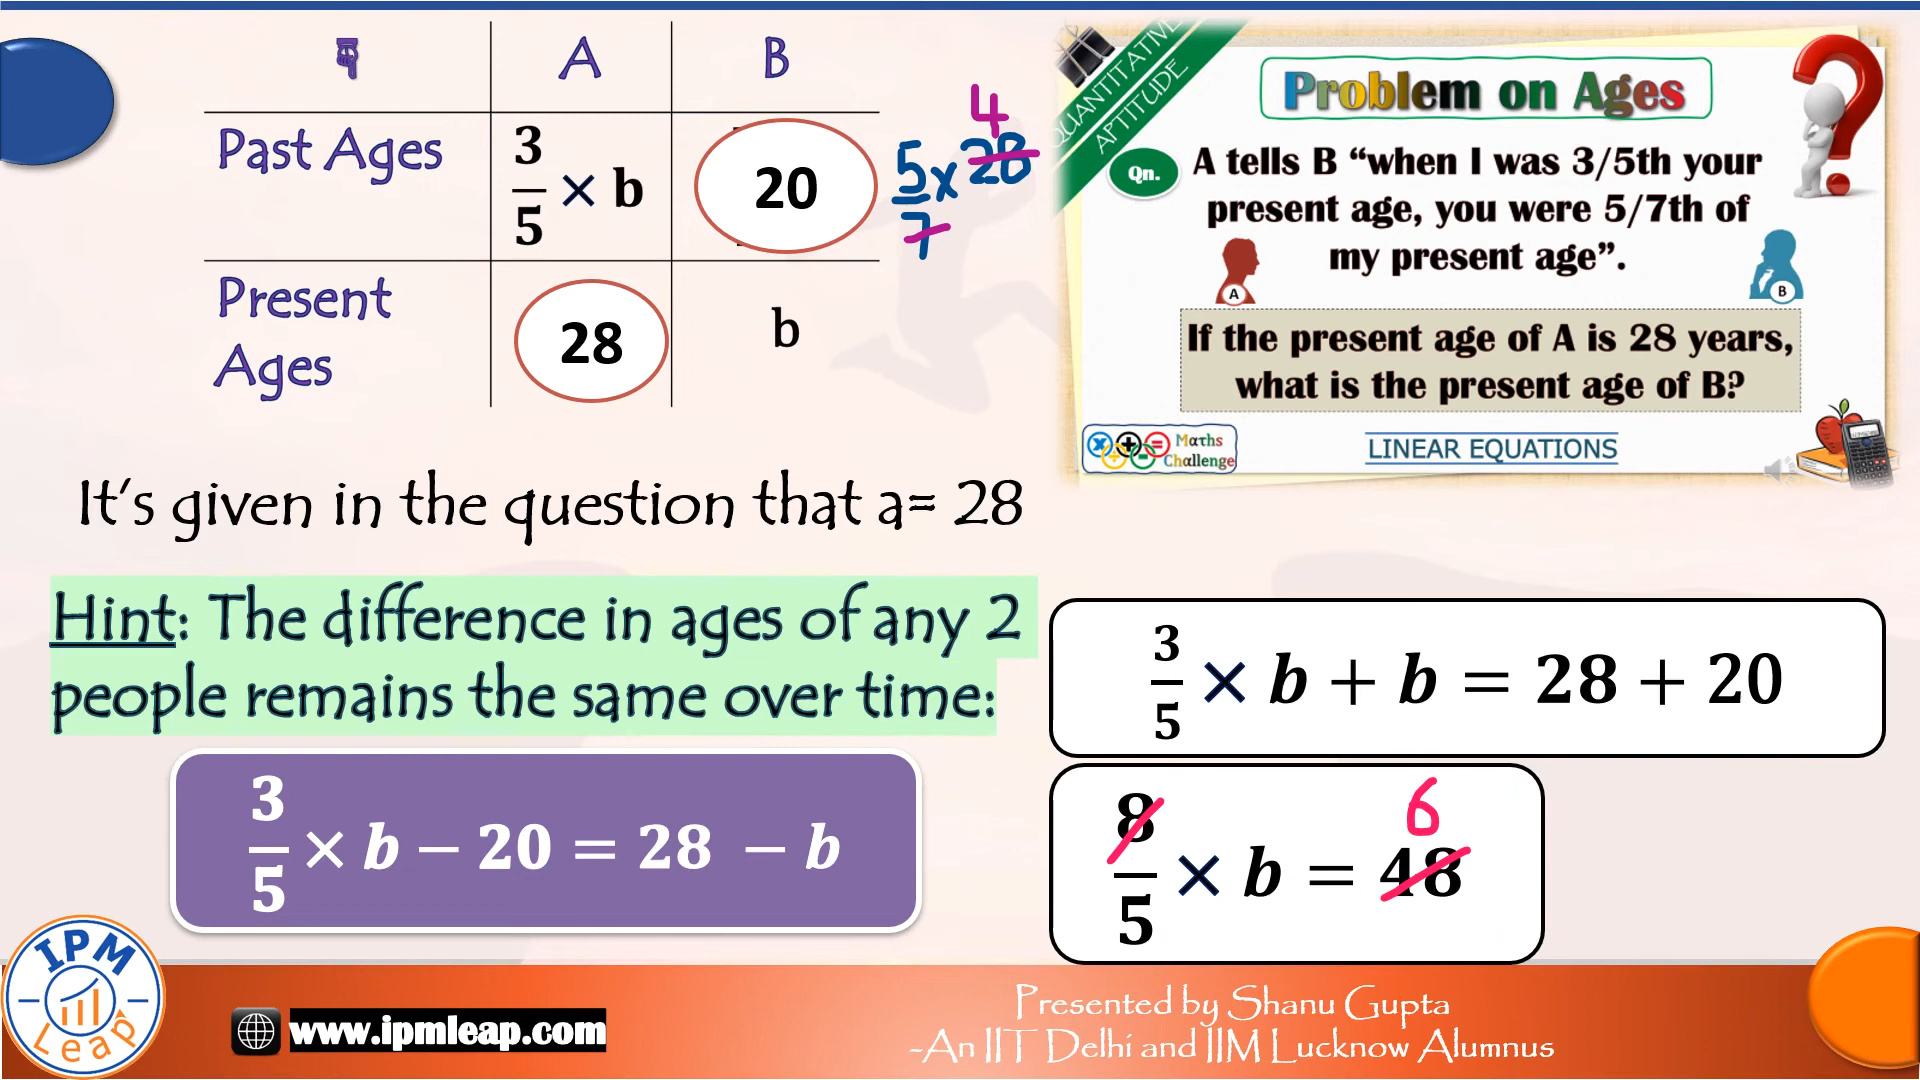 A B
Past Ages 3/5 × b 20 5/7 x 28 4
Present
Ages 28 b
QUANTITATIVE
APTITUDE
Problem on Ages
Qn. A tells B “when I was 3/5th your
present age, you were 5/7th of
my present age”.
A B
If the present age of A is 28 years,
what is the present age of B?
Maths
Challenge
LINEAR EQUATIONS
It's given in the question that a= 28
Hint: The difference in ages of any 2
people remains the same over time:
3/5 × b − 20 = 28 − b
3/5 × b + b = 28 + 20
6
8/5 × b = 48
IPM
Leap
www.ipmleap.com
Presented by Shanu Gupta
-An IIT Delhi and IIM Lucknow Alumnus